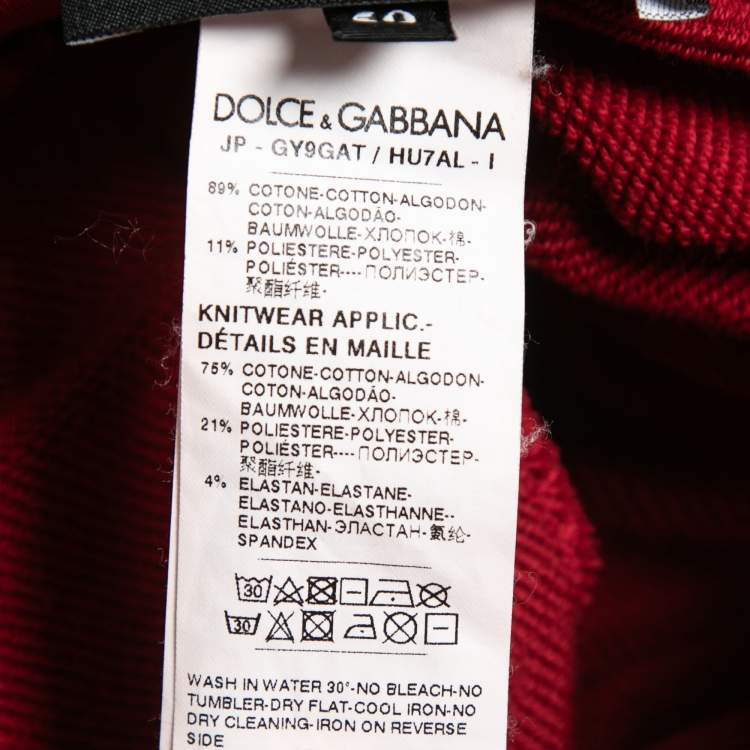 DOLCE & GABBANA
JP - GY9GAT / HU7AL - I
89% COTONE-COTTON-ALGODON-
COTON-ALGODÃO-
BAUMWOLLE-ХЛОПОК-棉-
11% POLIESTERE-POLYESTER-
POLIÉSTER----ПОЛИЭСТЕР-
聚酯纤维-
KNITWEAR APPLIC.-
DÉTAILS EN MAILLE
75% COTONE-COTTON-ALGODON-
COTON-ALGODÃO-
BAUMWOLLE-ХЛОПОК-棉-
21% POLIESTERE-POLYESTER-
POLIÉSTER----ПОЛИЭСТЕР-
聚酯纤维-
4% ELASTAN-ELASTANE-
ELASTANO-ELASTHANNE--
ELASTHAN-ЭЛАСТАН-氨纶-
SPANDEX
30
30
WASH IN WATER 30°-NO BLEACH-NO
TUMBLER-DRY FLAT-COOL IRON-NO
DRY CLEANING-IRON ON REVERSE
SIDE